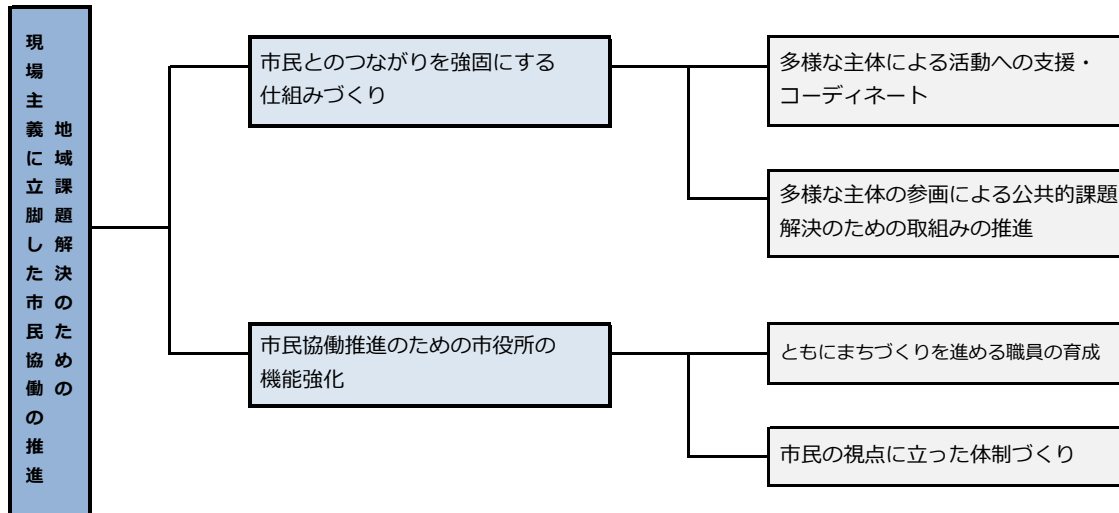 地域課題解決のための
現場主義に立脚した市民協働の推進
市民とのつながりを強固にする
仕組みづくり
多様な主体による活動への支援・
コーディネート
多様な主体の参画による公共的課題
解決のための取組みの推進
市民協働推進のための市役所の
機能強化
ともにまちづくりを進める職員の育成
市民の視点に立った体制づくり